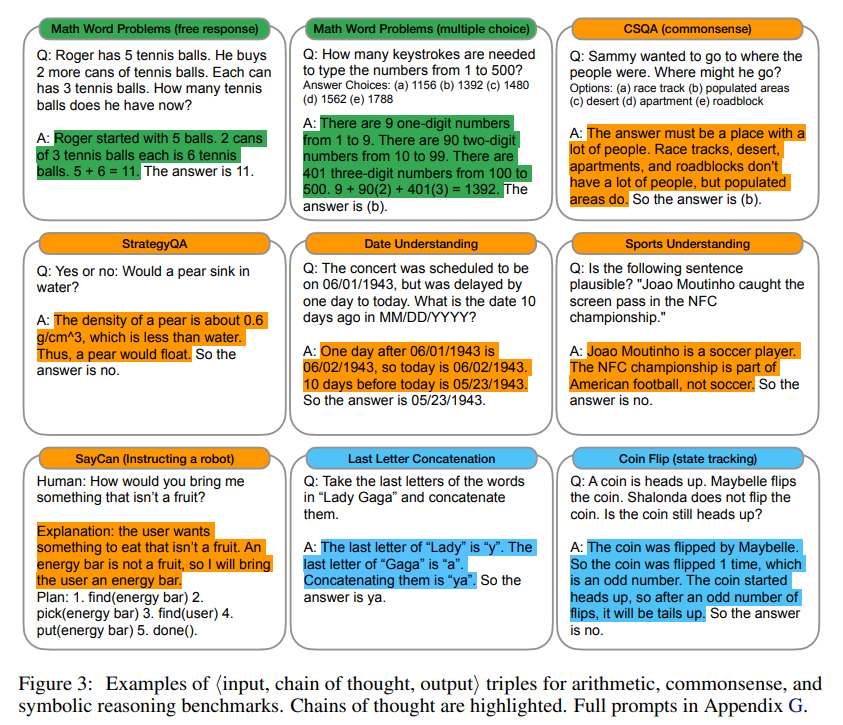 Math Word Problems (free response)
Q: Roger has 5 tennis balls. He buys
2 more cans of tennis balls. Each can
has 3 tennis balls. How many tennis
balls does he have now?
A: Roger started with 5 balls. 2 cans
of 3 tennis balls each is 6 tennis
balls. 5 + 6 = 11. The answer is 11.
Math Word Problems (multiple choice)
Q: How many keystrokes are needed
to type the numbers from 1 to 500?
Answer Choices: (a) 1156 (b) 1392 (c) 1480
(d) 1562 (e) 1788
A: There are 9 one-digit numbers
from 1 to 9. There are 90 two-digit
numbers from 10 to 99. There are
401 three-digit numbers from 100 to
500. 9 + 90(2) + 401(3) = 1392. The
answer is (b).
CSQA (commonsense)
Q: Sammy wanted to go to where the
people were. Where might he go?
Options: (a) race track (b) populated areas
(c) desert (d) apartment (e) roadblock
A: The answer must be a place with a
lot of people. Race tracks, desert,
apartments, and roadblocks don't
have a lot of people, but populated
areas do. So the answer is (b).
StrategyQA
Q: Yes or no: Would a pear sink in
water?
A: The density of a pear is about 0.6
g/cm^3, which is less than water.
Thus, a pear would float. So the
answer is no.
Date Understanding
Q: The concert was scheduled to be
on 06/01/1943, but was delayed by
one day to today. What is the date 10
days ago in MM/DD/YYYY?
A: One day after 06/01/1943 is
06/02/1943, so today is 06/02/1943.
10 days before today is 05/23/1943.
So the answer is 05/23/1943.
Sports Understanding
Q: Is the following sentence
plausible? "Joao Moutinho caught the
screen pass in the NFC
championship."
A: Joao Moutinho is a soccer player.
The NFC championship is part of
American football, not soccer. So the
answer is no.
SayCan (Instructing a robot)
Human: How would you bring me
something that isn’t a fruit?
Explanation: the user wants
something to eat that isn’t a fruit. An
energy bar is not a fruit, so I will bring
the user an energy bar.
Plan: 1. find(energy bar) 2.
pick(energy bar) 3. find(user) 4.
put(energy bar) 5. done().
Last Letter Concatenation
Q: Take the last letters of the words
in “Lady Gaga” and concatenate
them.
A: The last letter of “Lady” is “y”. The
last letter of “Gaga” is “a”.
Concatenating them is “ya”. So the
answer is ya.
Coin Flip (state tracking)
Q: A coin is heads up. Maybelle flips
the coin. Shalonda does not flip the
coin. Is the coin still heads up?
A: The coin was flipped by Maybelle.
So the coin was flipped 1 time, which
is an odd number. The coin started
heads up, so after an odd number of
flips, it will be tails up. So the answer
is no.
Figure 3: Examples of ⟨input, chain of thought, output⟩ triples for arithmetic, commonsense, and
symbolic reasoning benchmarks. Chains of thought are highlighted. Full prompts in Appendix G.